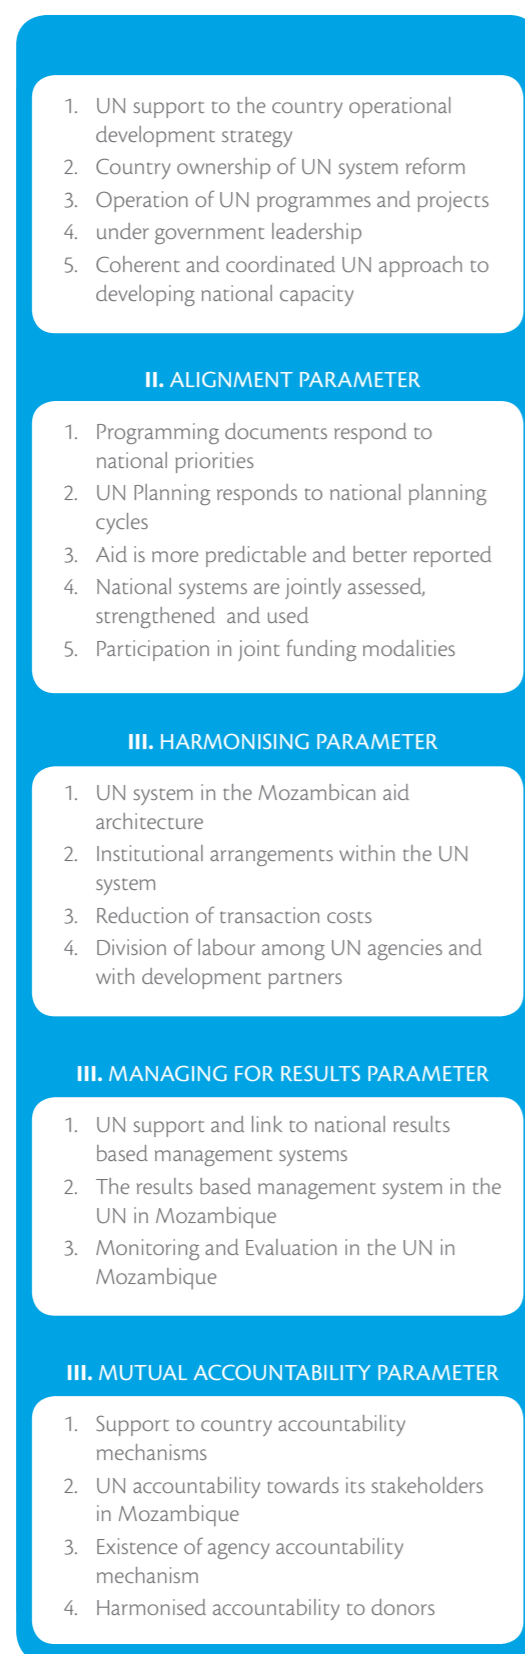 1. UN support to the country operational
development strategy
2. Country ownership of UN system reform
3. Operation of UN programmes and projects
4. under government leadership
5. Coherent and coordinated UN approach to
developing national capacity
II. ALIGNMENT PARAMETER
1. Programming documents respond to
national priorities
2. UN Planning responds to national planning
cycles
3. Aid is more predictable and better reported
4. National systems are jointly assessed,
strengthened and used
5. Participation in joint funding modalities
III. HARMONISING PARAMETER
1. UN system in the Mozambican aid
architecture
2. Institutional arrangements within the UN
system
3. Reduction of transaction costs
4. Division of labour among UN agencies and
with development partners
III. MANAGING FOR RESULTS PARAMETER
1. UN support and link to national results
based management systems
2. The results based management system in the
UN in Mozambique
3. Monitoring and Evaluation in the UN in
Mozambique
III. MUTUAL ACCOUNTABILITY PARAMETER
1. Support to country accountability
mechanisms
2. UN accountability towards its stakeholders
in Mozambique
3. Existence of agency accountability
mechanism
4. Harmonised accountability to donors